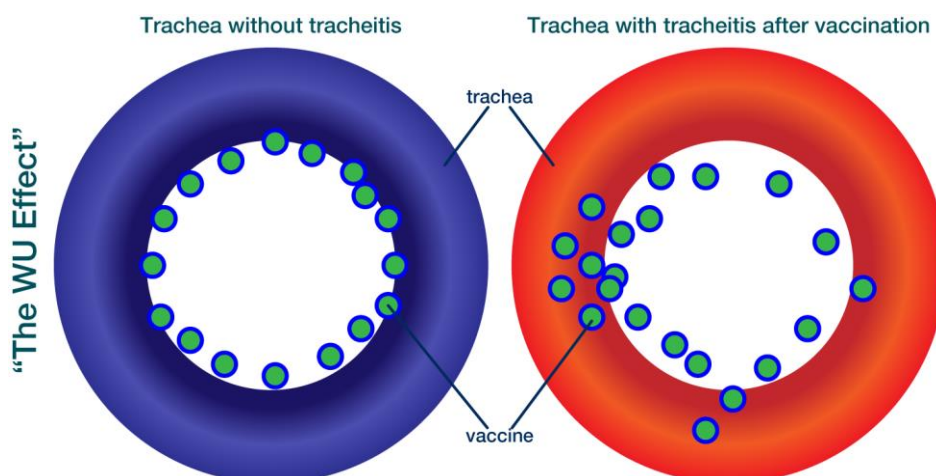 Trachea without tracheitis
Trachea with tracheitis after vaccination
trachea
“The WU Effect”
vaccine